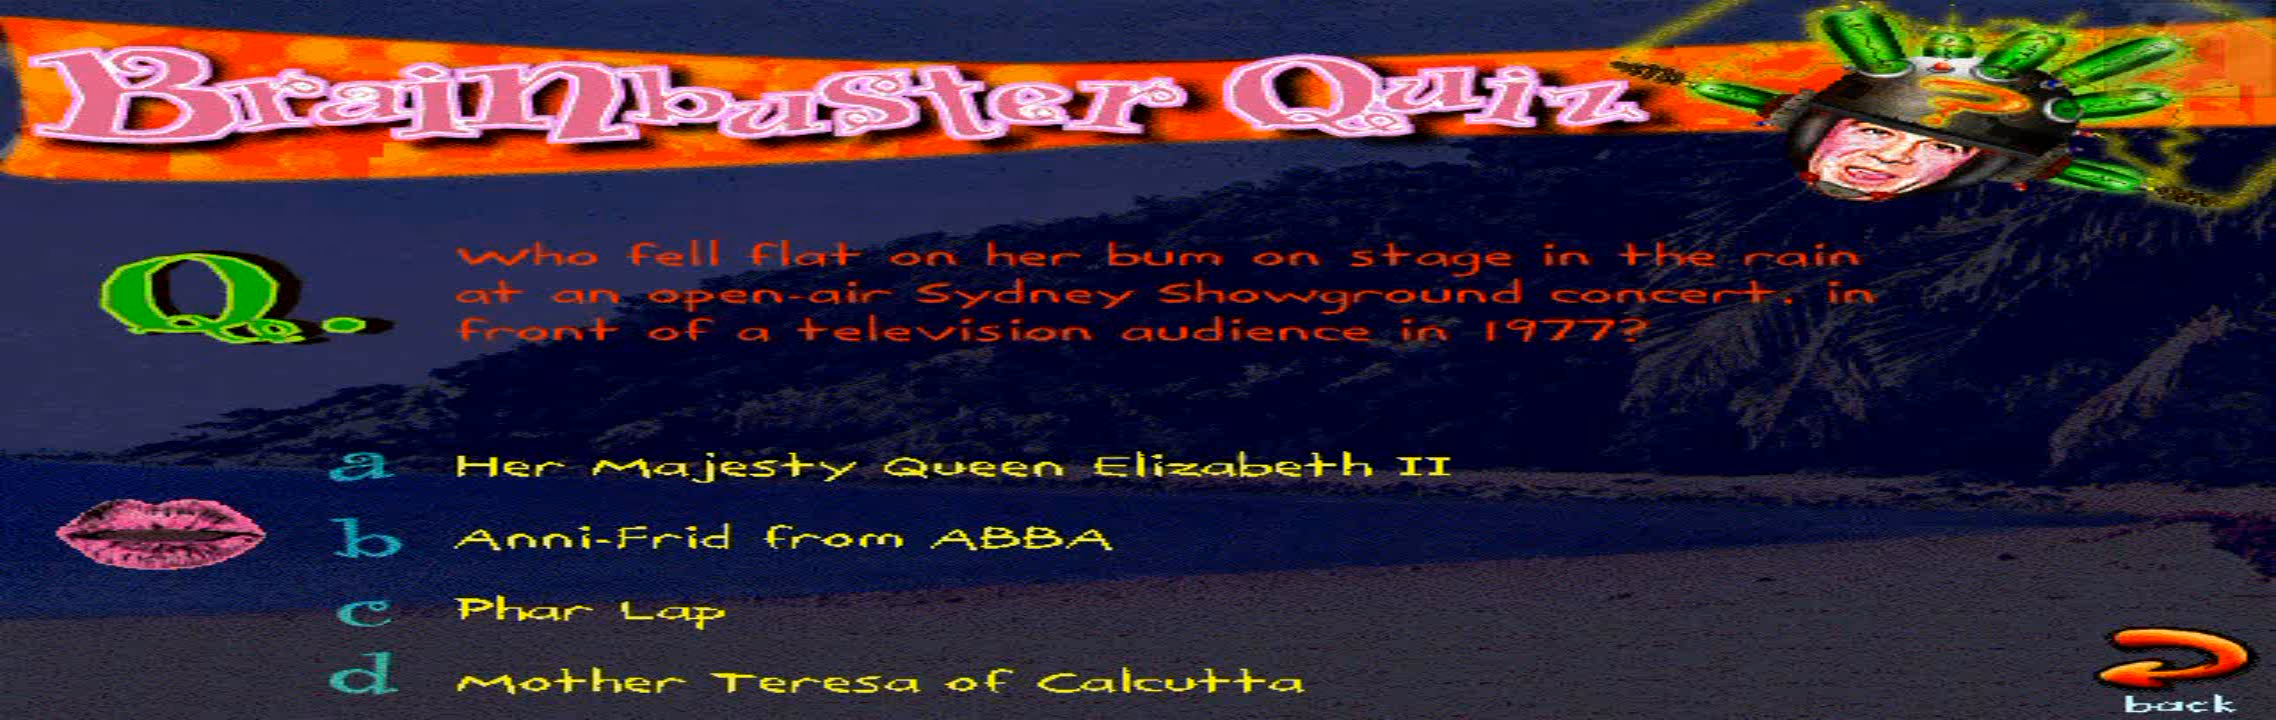 Brainbuster Quiz
Q. Who fell flat on her bum on stage in the rain
at an open-air Sydney Showground concert, in
front of a television audience in 1977?
a Her Majesty Queen Elizabeth II
b Anni-Frid from ABBA
c Phar Lap
d Mother Teresa of Calcutta
back